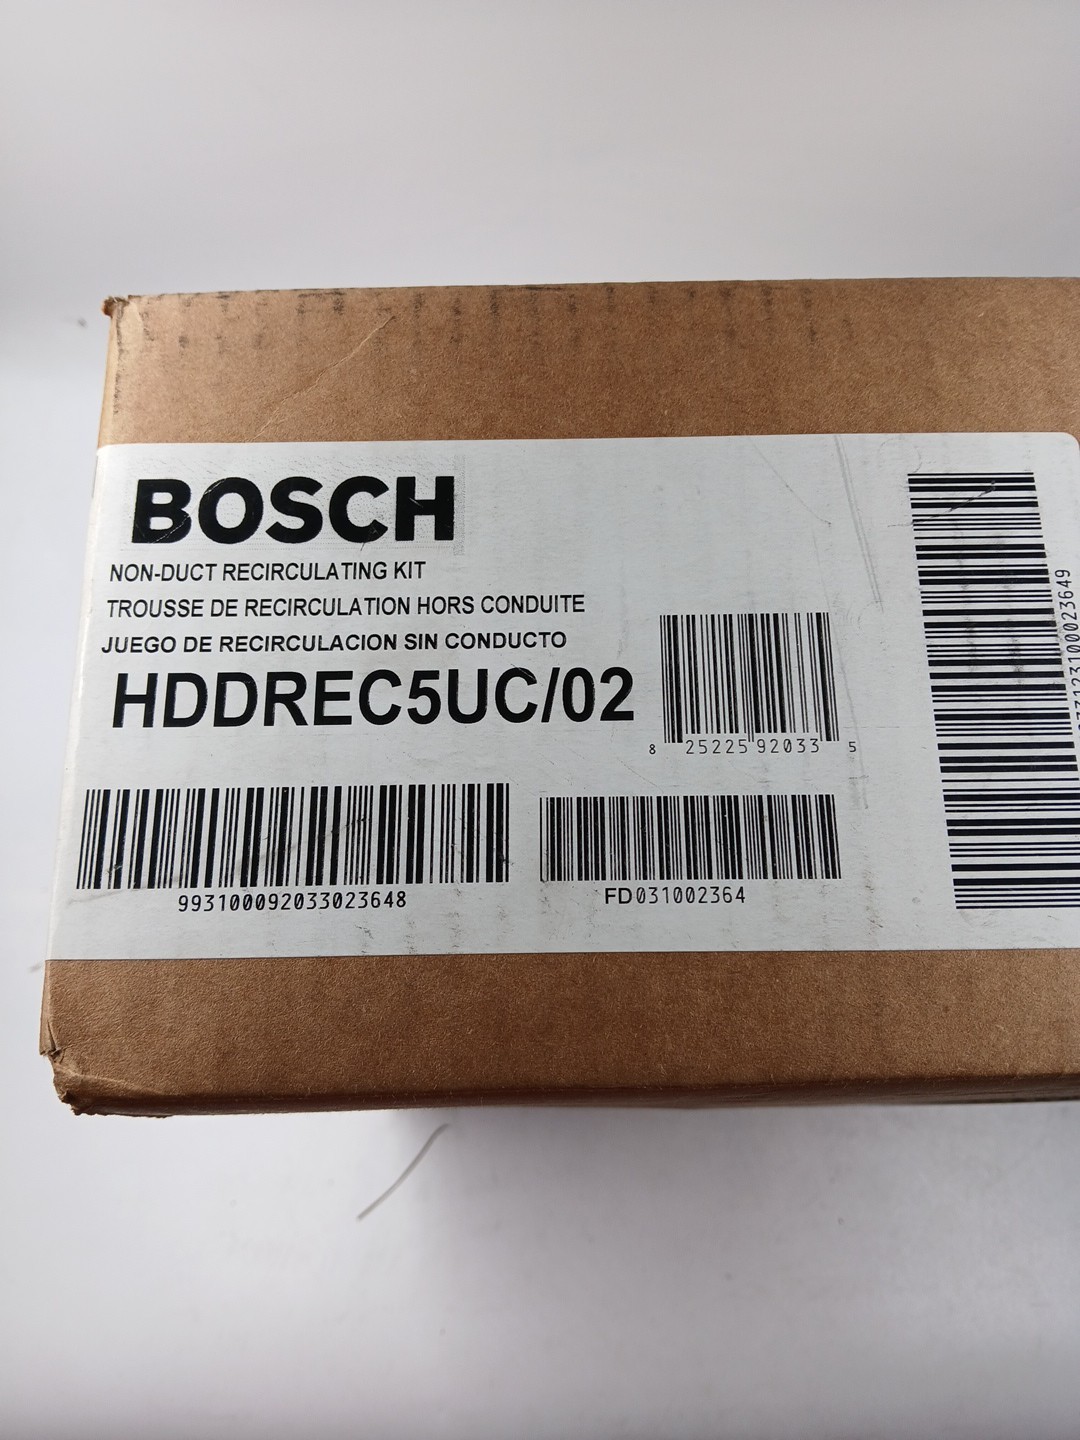 BOSCH
NON-DUCT RECIRCULATING KIT
TROUSSE DE RECIRCULATION HORS CONDUITE
JUEGO DE RECIRCULACION SIN CONDUCTO
HDDREC5UC/02
8 25225 92033 5
993100092033023648
FD031002364